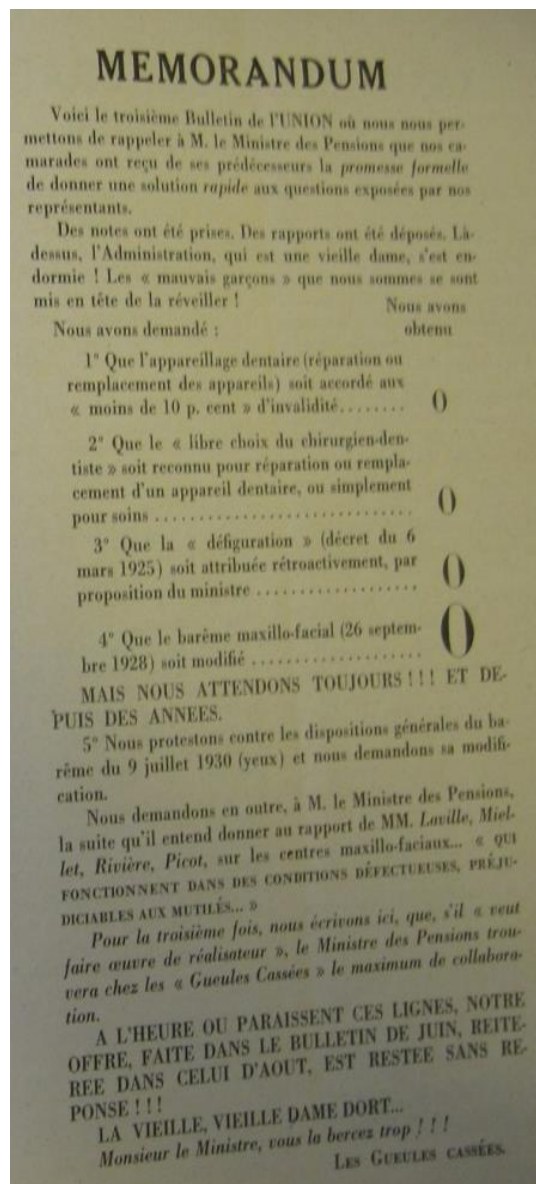 MEMORANDUM
Voici le troisième Bulletin de l'UNION où nous nous per-
mettons de rappeler à M. le Ministre des Pensions que nos ca-
marades ont reçu de ses prédécesseurs la promesse formelle
de donner une solution rapide aux questions exposées par nos
représentants.
Des notes ont été prises. Des rapports ont été déposés. Là-
dessus, l'Administration, qui est une vieille dame, s'est en-
dormie ! Les « mauvais garçons » que nous sommes se sont
mis en tête de la réveiller !
Nous avons
Nous avons demandé :
obtenu
1° Que l'appareillage dentaire (réparation ou
remplacement des appareils) soit accordé aux
« moins de 10 p. cent » d'invalidité........ 0
2° Que le « libre choix du chirurgien-den-
tiste » soit reconnu pour réparation ou rempla-
cement d'un appareil dentaire, ou simplement
pour soins .............................. 0
3° Que la « défiguration » (décret du 6
mars 1925) soit attribuée rétroactivement, par
proposition du ministre ................... 0
4° Que le barême maxillo-facial (26 septem-
bre 1928) soit modifié .................... 0
MAIS NOUS ATTENDONS TOUJOURS ! ! ! ET DE-
PUIS DES ANNEES.
5° Nous protestons contre les dispositions générales du ba-
rême du 9 juillet 1930 (yeux) et nous demandons sa modifi-
cation.
Nous demandons en outre, à M. le Ministre des Pensions,
la suite qu'il entend donner au rapport de MM. Laville, Miel-
let, Rivière, Picot, sur les centres maxillo-faciaux... « QUI
FONCTIONNENT DANS DES CONDITIONS DÉFECTUEUSES, PRÉJU-
DICIABLES AUX MUTILÉS... »
Pour la troisième fois, nous écrivons ici, que, s'il « veut
faire œuvre de réalisateur », le Ministre des Pensions trou-
vera chez les « Gueules Cassées » le maximum de collabora-
tion.
A L'HEURE OU PARAISSENT CES LIGNES, NOTRE
OFFRE, FAITE DANS LE BULLETIN DE JUIN, REITE-
REE DANS CELUI D'AOUT, EST RESTEE SANS RE-
PONSE ! ! !
LA VIEILLE, VIEILLE DAME DORT...
Monsieur le Ministre, vous la bercez trop ! ! !
LES GUEULES CASSÉES.